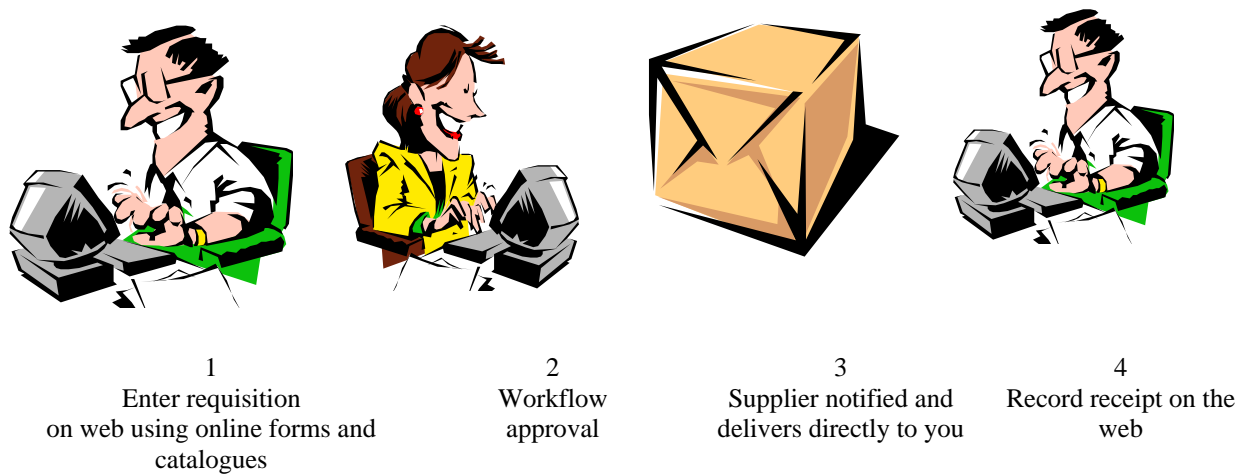 1
Enter requisition
on web using online forms and
catalogues
2
Workflow
approval
3
Supplier notified and
delivers directly to you
4
Record receipt on the
web